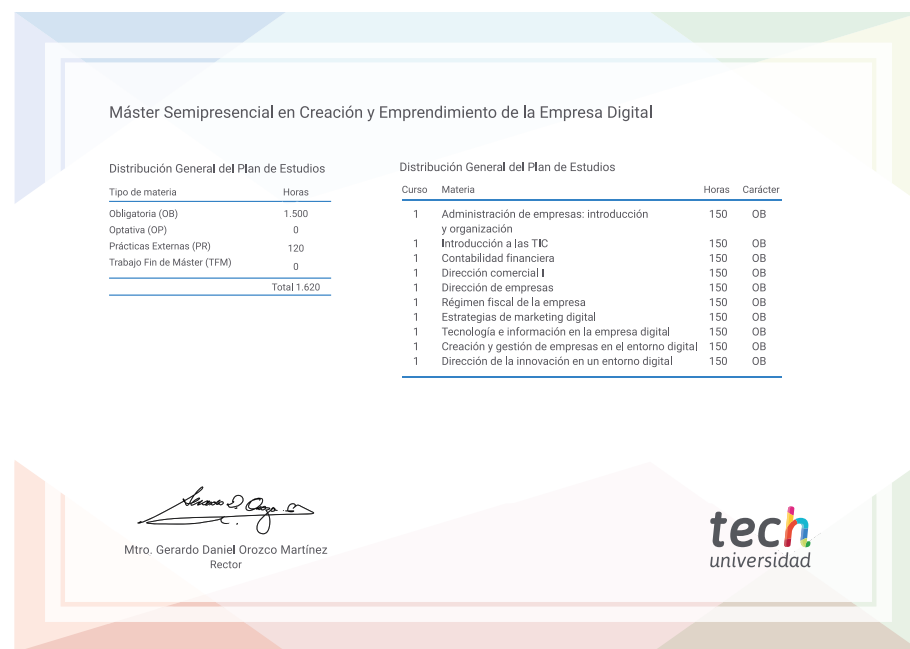 Máster Semipresencial en Creación y Emprendimiento de la Empresa Digital
Distribución General del Plan de Estudios
Tipo de materia Horas
Obligatoria (OB) 1.500
Optativa (OP) 0
Prácticas Externas (PR) 120
Trabajo Fin de Máster (TFM) 0
Total 1.620
Distribución General del Plan de Estudios
Curso Materia Horas Carácter
1 Administración de empresas: introducción 150 OB
y organización
1 Introducción a las TIC 150 OB
1 Contabilidad financiera 150 OB
1 Dirección comercial I 150 OB
1 Dirección de empresas 150 OB
1 Régimen fiscal de la empresa 150 OB
1 Estrategias de marketing digital 150 OB
1 Tecnología e información en la empresa digital 150 OB
1 Creación y gestión de empresas en el entorno digital 150 OB
1 Dirección de la innovación en un entorno digital 150 OB
Mtro. Gerardo Daniel Orozco Martínez
Rector
tech
universidad